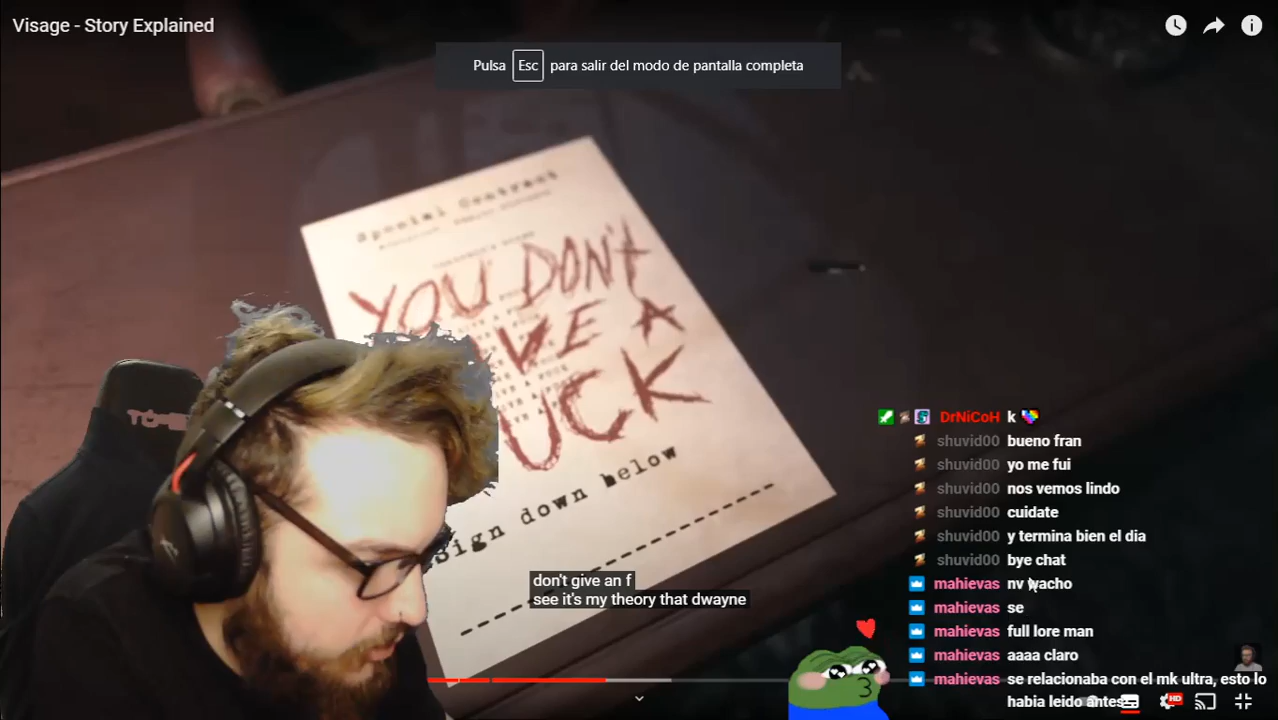 Visage - Story Explained
Pulsa Esc para salir del modo de pantalla completa
Special Contract
YOU DON'T
A
UCK
Sign down below
don't give an f
see it's my theory that dwayne
DrNiCoH k
shuvid00 bueno fran
shuvid00 yo me fui
shuvid00 nos vemos lindo
shuvid00 cuidate
shuvid00 y termina bien el dia
shuvid00 bye chat
mahievas nv wacho
mahievas se
mahievas full lore man
mahievas aaaa claro
mahievas se relacionaba con el mk ultra, esto lo
habia leido antes
HD